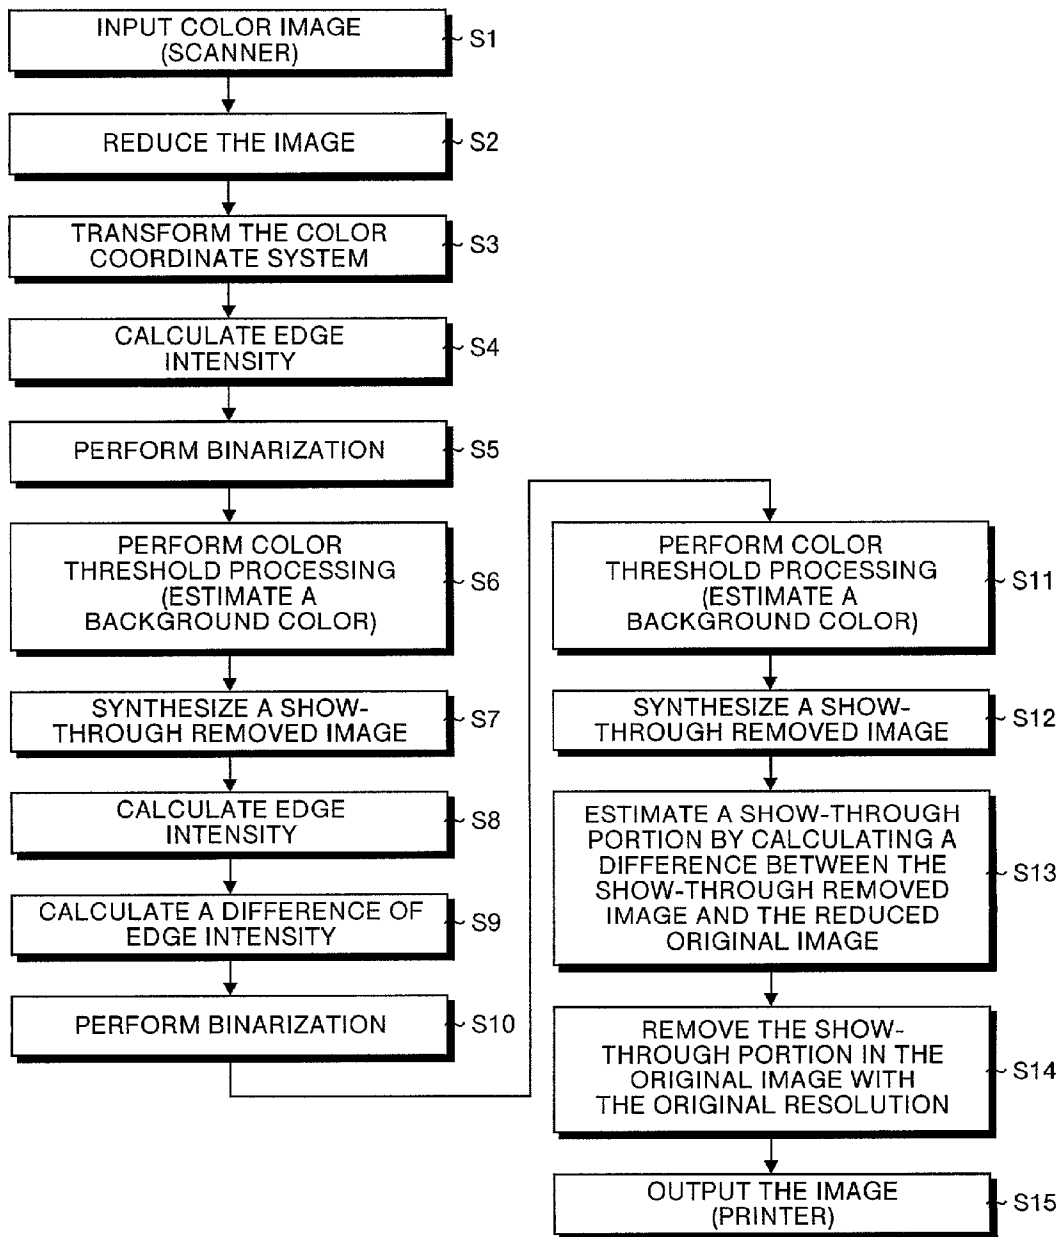 INPUT COLOR IMAGE
(SCANNER)
S1
REDUCE THE IMAGE
S2
TRANSFORM THE COLOR
COORDINATE SYSTEM
S3
CALCULATE EDGE
INTENSITY
S4
PERFORM BINARIZATION
S5
PERFORM COLOR
THRESHOLD PROCESSING
(ESTIMATE A
BACKGROUND COLOR)
S6
SYNTHESIZE A SHOW-
THROUGH REMOVED IMAGE
S7
CALCULATE EDGE
INTENSITY
S8
CALCULATE A DIFFERENCE OF
EDGE INTENSITY
S9
PERFORM BINARIZATION
S10
PERFORM COLOR
THRESHOLD PROCESSING
(ESTIMATE A
BACKGROUND COLOR)
S11
SYNTHESIZE A SHOW-
THROUGH REMOVED IMAGE
S12
ESTIMATE A SHOW-THROUGH
PORTION BY CALCULATING A
DIFFERENCE BETWEEN THE
SHOW-THROUGH REMOVED
IMAGE AND THE REDUCED
ORIGINAL IMAGE
S13
REMOVE THE SHOW-
THROUGH PORTION IN THE
ORIGINAL IMAGE WITH
THE ORIGINAL RESOLUTION
S14
OUTPUT THE IMAGE
(PRINTER)
S15